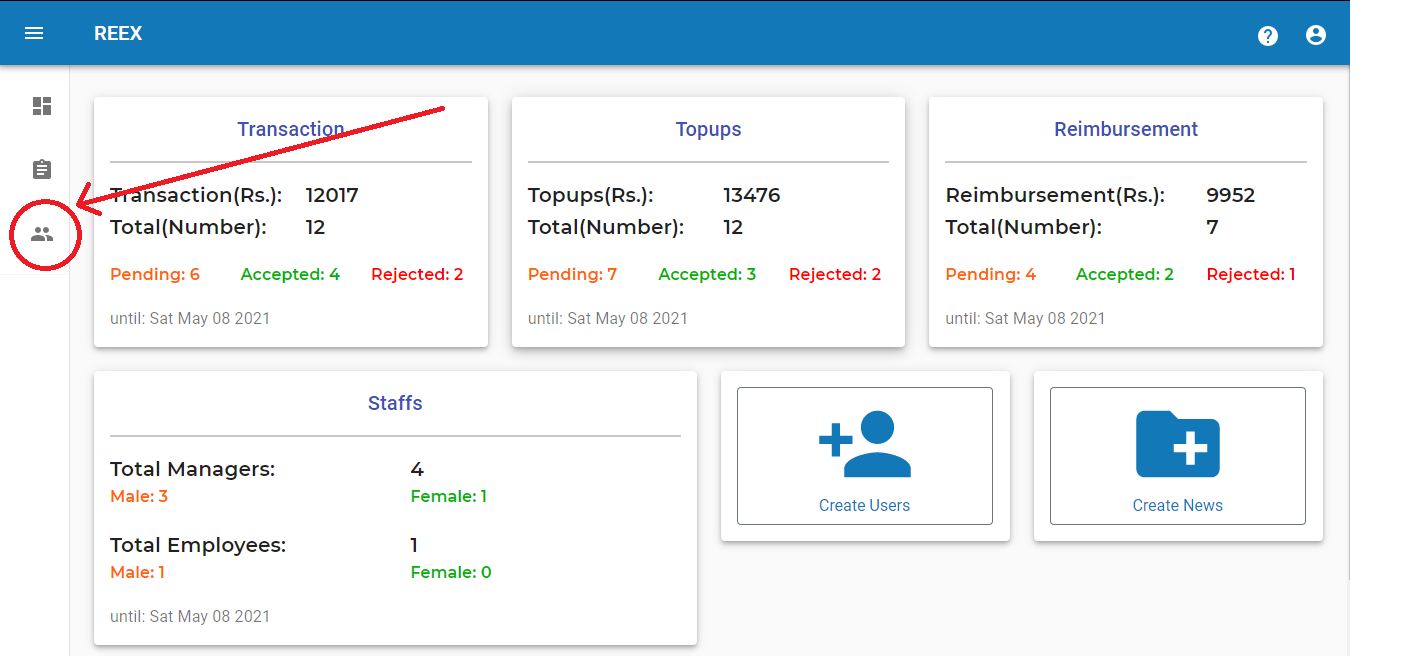 REEX
Transaction
Transaction(Rs.): 12017
Total(Number): 12
Pending: 6 Accepted: 4 Rejected: 2
until: Sat May 08 2021
Topups
Topups(Rs.): 13476
Total(Number): 12
Pending: 7 Accepted: 3 Rejected: 2
until: Sat May 08 2021
Reimbursement
Reimbursement(Rs.): 9952
Total(Number): 7
Pending: 4 Accepted: 2 Rejected: 1
until: Sat May 08 2021
Staffs
Total Managers: 4
Male: 3 Female: 1
Total Employees: 1
Male: 1 Female: 0
until: Sat May 08 2021
Create Users
Create News